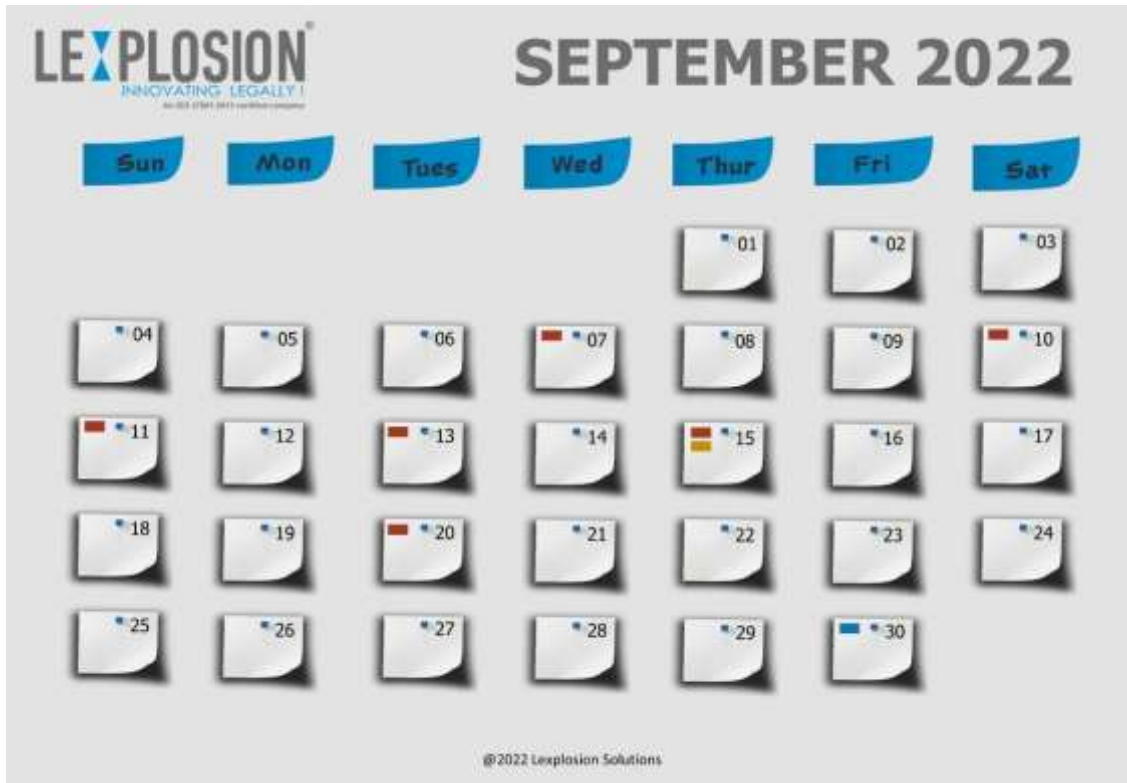 LEXPLOSION®
INNOVATING LEGALLY !
SEPTEMBER 2022
Sun Mon Tues Wed Thur Fri Sat
01 02 03
04 05 06 07 08 09 10
11 12 13 14 15 16 17
18 19 20 21 22 23 24
25 26 27 28 29 30
@2022 Lexplosion Solutions